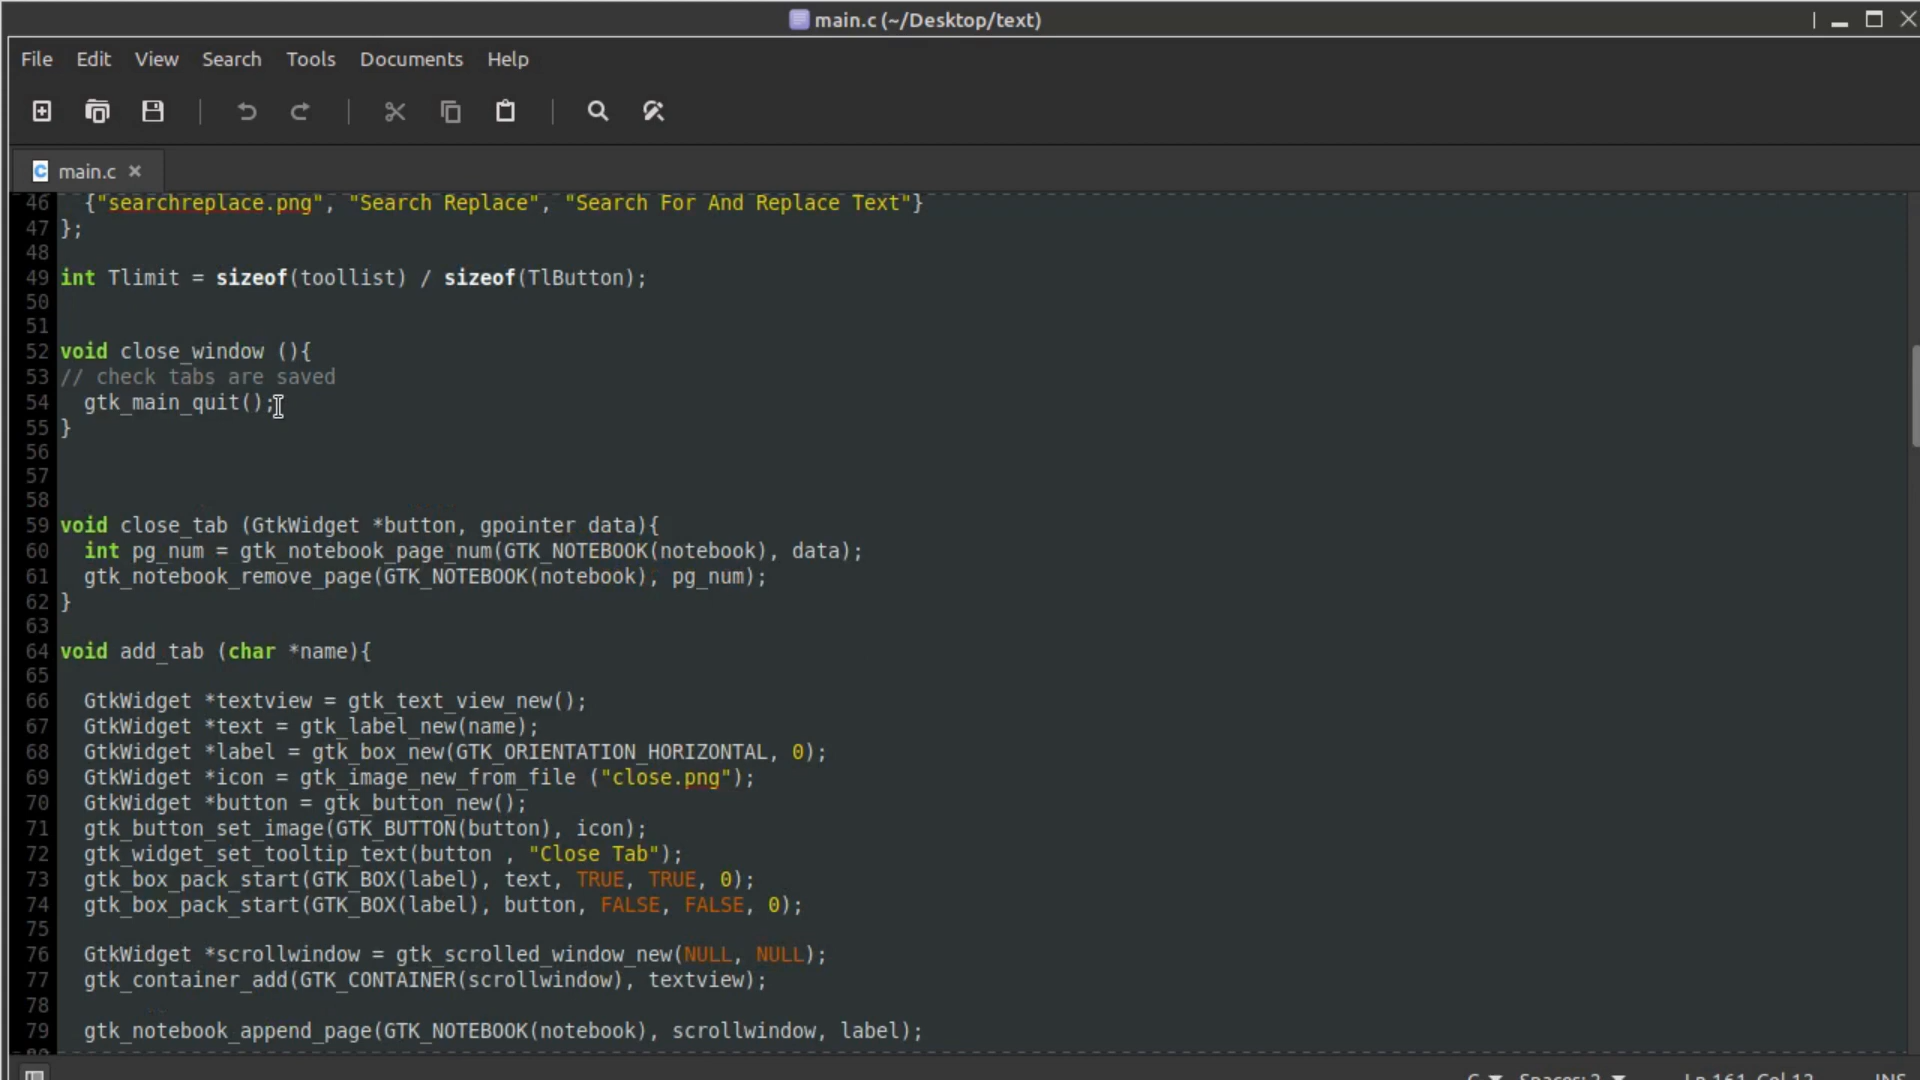 main.c (~/Desktop/text)
File Edit View Search Tools Documents Help
main.c
46 {"searchreplace.png", "Search Replace", "Search For And Replace Text"}
47 };
48
49 int Tlimit = sizeof(toollist) / sizeof(TlButton);
50
51
52 void close_window (){
53 // check tabs are saved
54 gtk_main_quit();
55 }
56
57
58
59 void close_tab (GtkWidget *button, gpointer data){
60 int pg_num = gtk_notebook_page_num(GTK_NOTEBOOK(notebook), data);
61 gtk_notebook_remove_page(GTK_NOTEBOOK(notebook), pg_num);
62 }
63
64 void add_tab (char *name){
65
66 GtkWidget *textview = gtk_text_view_new();
67 GtkWidget *text = gtk_label_new(name);
68 GtkWidget *label = gtk_box_new(GTK_ORIENTATION_HORIZONTAL, 0);
69 GtkWidget *icon = gtk_image_new_from_file ("close.png");
70 GtkWidget *button = gtk_button_new();
71 gtk_button_set_image(GTK_BUTTON(button), icon);
72 gtk_widget_set_tooltip_text(button , "Close Tab");
73 gtk_box_pack_start(GTK_BOX(label), text, TRUE, TRUE, 0);
74 gtk_box_pack_start(GTK_BOX(label), button, FALSE, FALSE, 0);
75
76 GtkWidget *scrollwindow = gtk_scrolled_window_new(NULL, NULL);
77 gtk_container_add(GTK_CONTAINER(scrollwindow), textview);
78
79 gtk_notebook_append_page(GTK_NOTEBOOK(notebook), scrollwindow, label);
C Spaces: 2 Ln 161, Col 12 INS